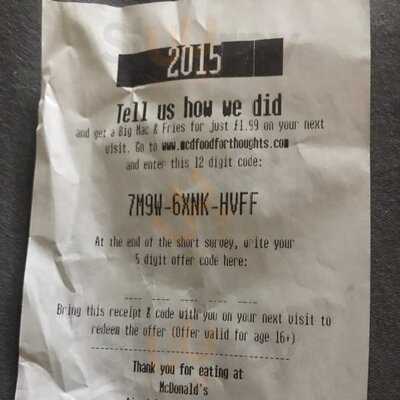 2015
Tell us how we did
and get a Big Mac & Fries for just £1.99 on your next
visit. Go to www.mcdfoodforthoughts.com
and enter this 12 digit code:
7M9W-6XNK-HVFF
At the end of the short survey, write your
5 digit offer code here:
Bring this receipt & code with you on your next visit to
redeem the offer (Offer valid for age 16+)
Thank you for eating at
McDonald's